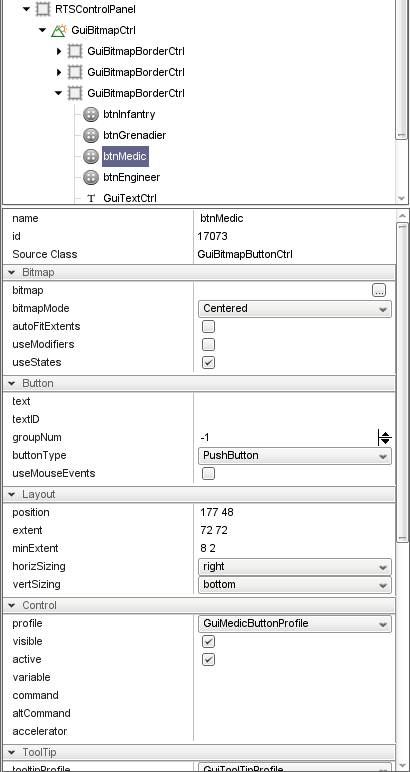 RTSControlPanel
GuiBitmapCtrl
GuiBitmapBorderCtrl
GuiBitmapBorderCtrl
GuiBitmapBorderCtrl
btnInfantry
btnGrenadier
btnMedic
btnEngineer
T GuiTextCtrl
name btnMedic
id 17073
Source Class GuiBitmapButtonCtrl
Bitmap
bitmap ...
bitmapMode Centered
autoFitExtents
useModifiers
useStates
Button
text
textID
groupNum -1
buttonType PushButton
useMouseEvents
Layout
position 177 48
extent 72 72
minExtent 8 2
horizSizing right
vertSizing bottom
Control
profile GuiMedicButtonProfile
visible
active
variable
command
altCommand
accelerator
ToolTip
tooltipProfile GuiToolTipProfile